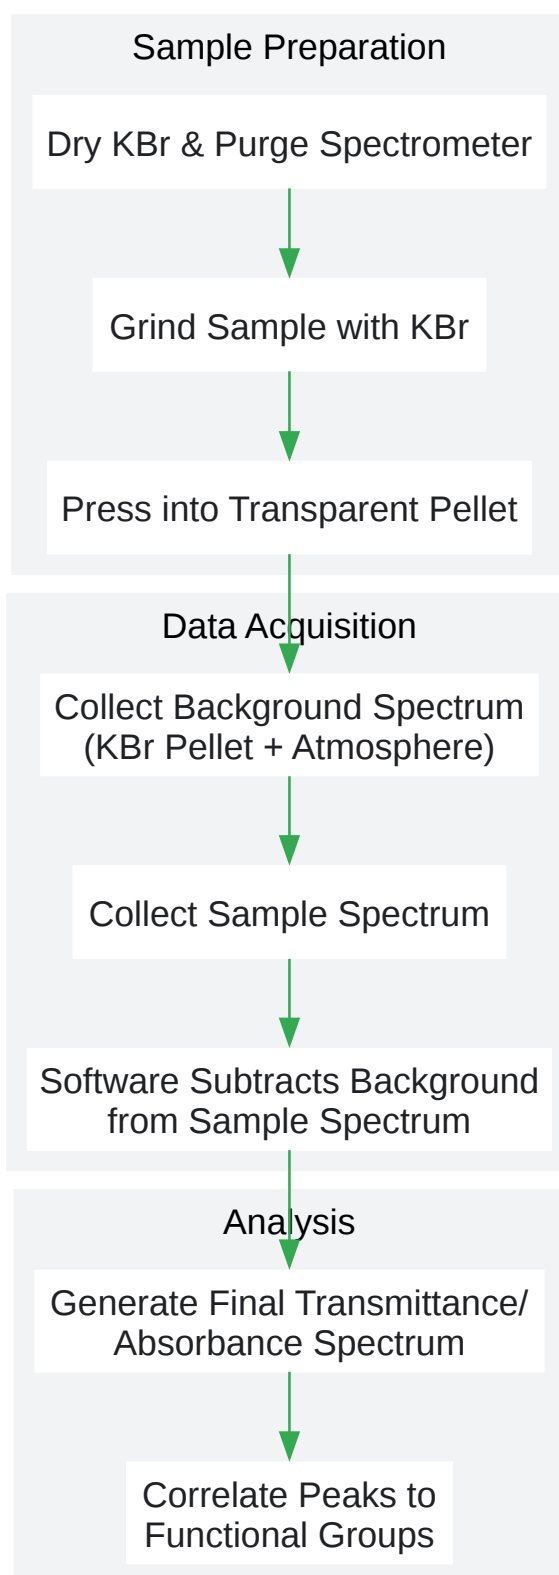 Sample Preparation
Dry KBr & Purge Spectrometer
Grind Sample with KBr
Press into Transparent Pellet
Data Acquisition
Collect Background Spectrum
(KBr Pellet + Atmosphere)
Collect Sample Spectrum
Software Subtracts Background
from Sample Spectrum
Analysis
Generate Final Transmittance/
Absorbance Spectrum
Correlate Peaks to
Functional Groups